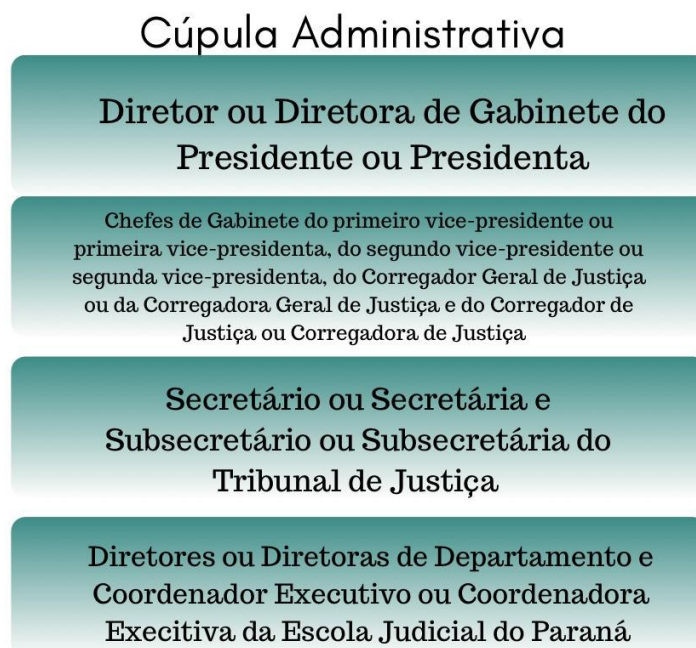 Cúpula Administrativa
Diretor ou Diretora de Gabinete do
Presidente ou Presidenta
Chefes de Gabinete do primeiro vice-presidente ou
primeira vice-presidenta, do segundo vice-presidente ou
segunda vice-presidenta, do Corregador Geral de Justiça
ou da Corregadora Geral de Justiça e do Corregador de
Justiça ou Corregadora de Justiça
Secretário ou Secretária e
Subsecretário ou Subsecretária do
Tribunal de Justiça
Diretores ou Diretoras de Departamento e
Coordenador Executivo ou Coordenadora
Execitiva da Escola Judicial do Paraná